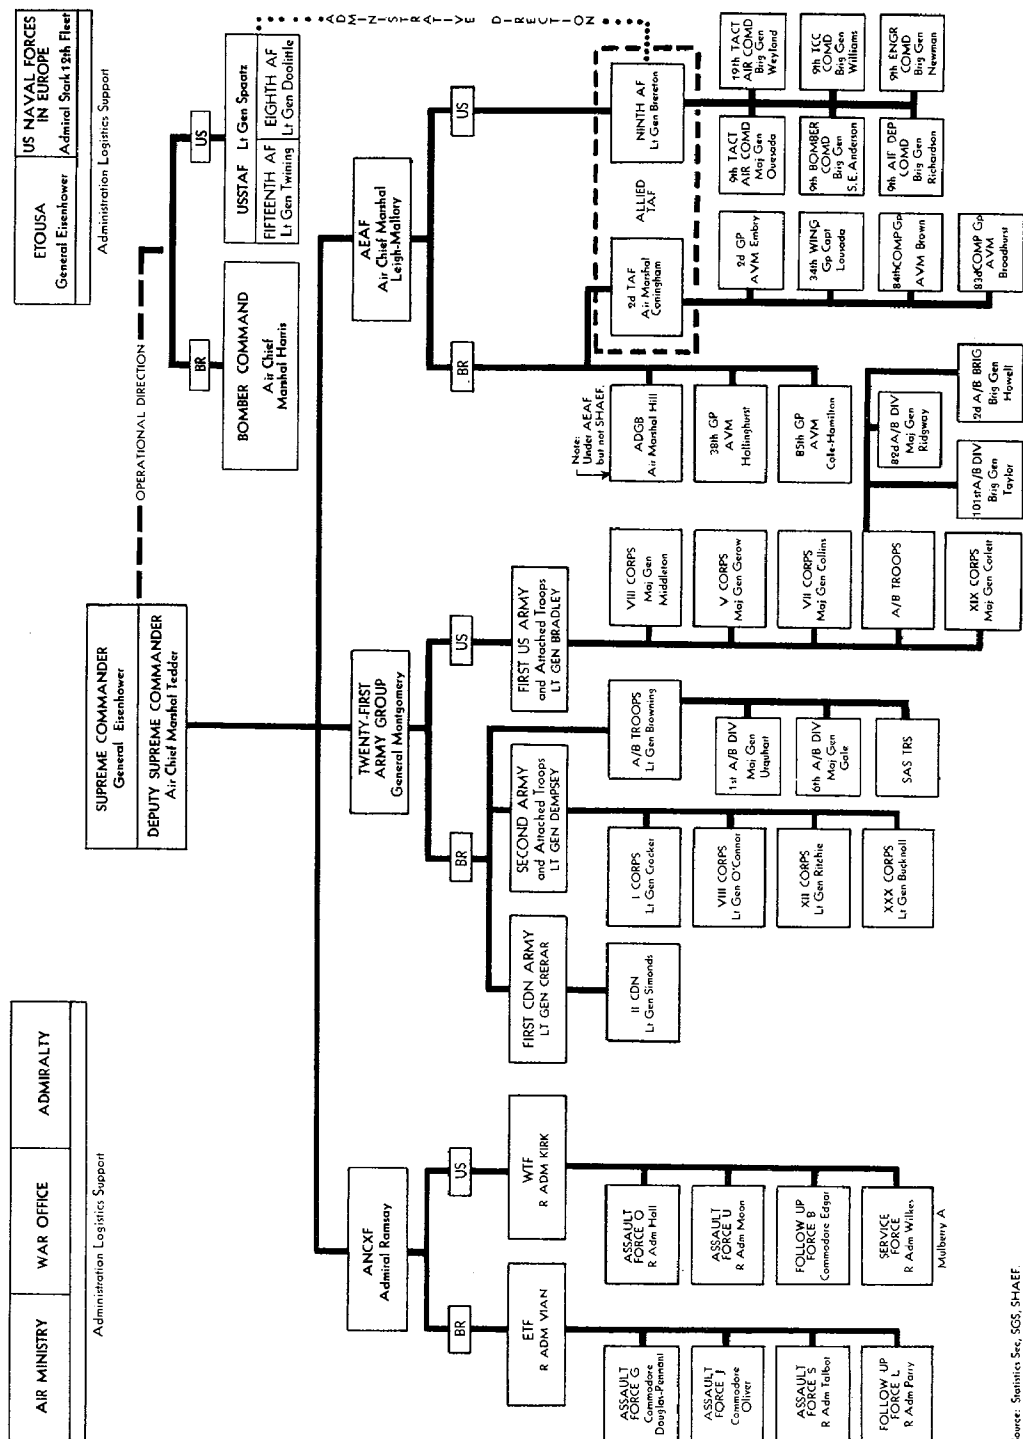 AIR MINISTRY
WAR OFFICE
ADMIRALTY
Administration Logistics Support
ETOUSA
General Eisenhower
US NAVAL FORCES
IN EUROPE
Admiral Stark 12th Fleet
Administration Logistics Support
SUPREME COMMANDER
General Eisenhower
DEPUTY SUPREME COMMANDER
Air Chief Marshal Tedder
OPERATIONAL DIRECTION
BR
US
BOMBER COMMAND
Air Chief
Marshal Harris
USSTAF Lt Gen Spaatz
FIFTEENTH AF
Lt Gen Twining
EIGHTH AF
Lt Gen Doolittle
ADMINISTRATIVE DIRECTION
ANCXF
Admiral Ramsay
BR
US
ETF
R ADM VIAN
ASSAULT
FORCE G
Commodore
Douglas-Pennant
ASSAULT
FORCE J
Commodore
Oliver
ASSAULT
FORCE S
R Adm Talbot
FOLLOW UP
FORCE L
R Adm Parry
WTF
R ADM KIRK
ASSAULT
FORCE O
R Adm Hall
ASSAULT
FORCE U
R Adm Moon
FOLLOW UP
FORCE B
Commodore Edgar
SERVICE
FORCE
R Adm Wilkes
Mulberry A
TWENTY-FIRST
ARMY GROUP
General Montgomery
BR
US
FIRST CDN ARMY
LT GEN CRERAR
II CDN
Lt Gen Simonds
SECOND ARMY
and Attached Troops
LT GEN DEMPSEY
I CORPS
Lt Gen Crocker
VIII CORPS
Lt Gen O'Connor
XII CORPS
Lt Gen Ritchie
XXX CORPS
Lt Gen Bucknall
A/B TROOPS
Lt Gen Browning
1st A/B DIV
Maj Gen
Urquhart
6th A/B DIV
Maj Gen
Gale
SAS TRS
FIRST US ARMY
and Attached Troops
LT GEN BRADLEY
VIII CORPS
Maj Gen
Middleton
V CORPS
Maj Gen Gerow
VII CORPS
Maj Gen Collins
A/B TROOPS
XIX CORPS
Maj Gen Corlett
101st A/B DIV
Brig Gen
Taylor
82d A/B DIV
Maj Gen
Ridgway
2d A/B BRIG
Brig Gen
Howell
AEAF
Air Chief Marshal
Leigh-Mallory
BR
US
Note:
Under AEAF
but not SHAEF.
ADGB
Air Marshal Hill
38th GP
AVM
Hollinghurst
85th GP
AVM
Cole-Hamilton
2d TAF
Air Marshal
Coningham
ALLIED
TAF
NINTH AF
Lt Gen Brereton
2d GP
AVM Embry
34th WING
Gp Capt
Lousada
84th COMP Gp
AVM Brown
83d COMP Gp
AVM
Broadhurst
9th TACT
AIR COMD
Maj Gen
Quesada
19th TACT
AIR COMD
Brig Gen
Weyland
9th BOMBER
COMD
Brig Gen
S.E. Anderson
9th TCC
COMD
Brig Gen
Williams
9th AIF DEP
COMD
Brig Gen
Richardson
9th ENGR
COMD
Brig Gen
Newman
ource: Statistics Sec, SGS, SHAEF.